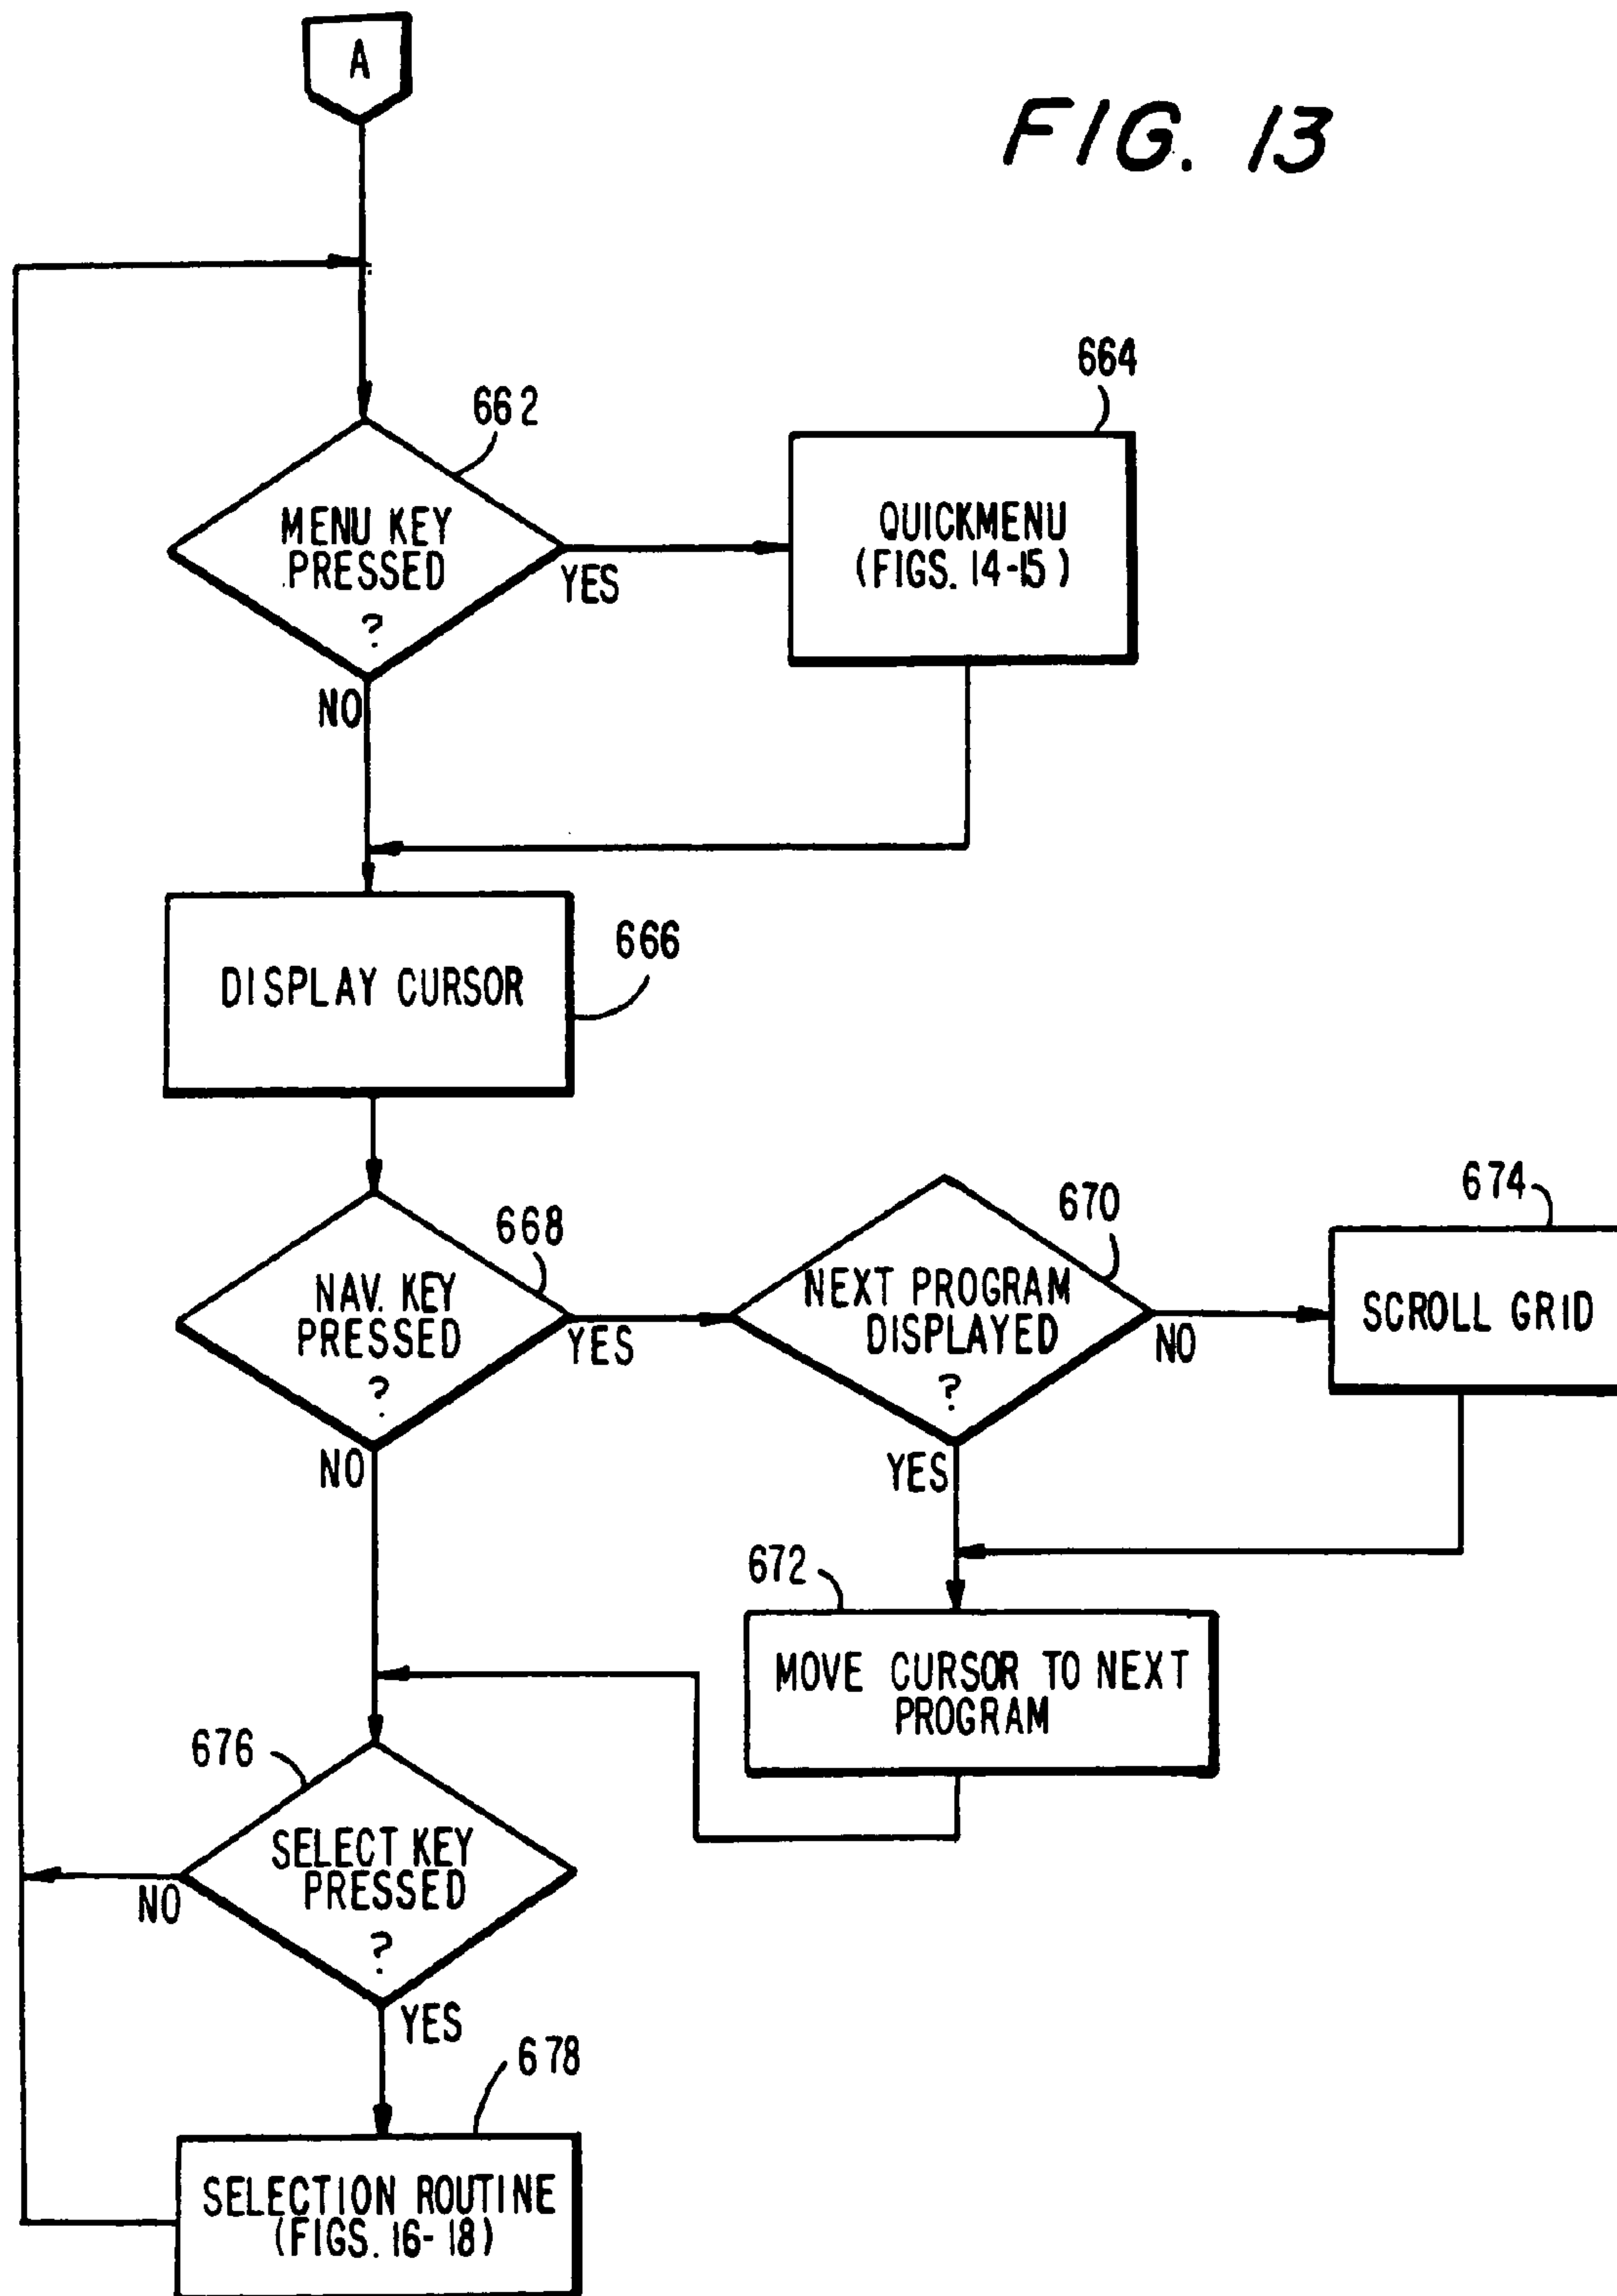 A
FIG. 13
662
664
MENU KEY
PRESSED
?
YES
NO
QUICKMENU
(FIGS. 14-15)
DISPLAY CURSOR
666
668
NAV. KEY
PRESSED
?
YES
NO
670
NEXT PROGRAM
DISPLAYED
?
NO
YES
674
SCROLL GRID
672
MOVE CURSOR TO NEXT
PROGRAM
676
SELECT KEY
PRESSED
?
NO
YES
678
SELECTION ROUTINE
(FIGS. 16-18)